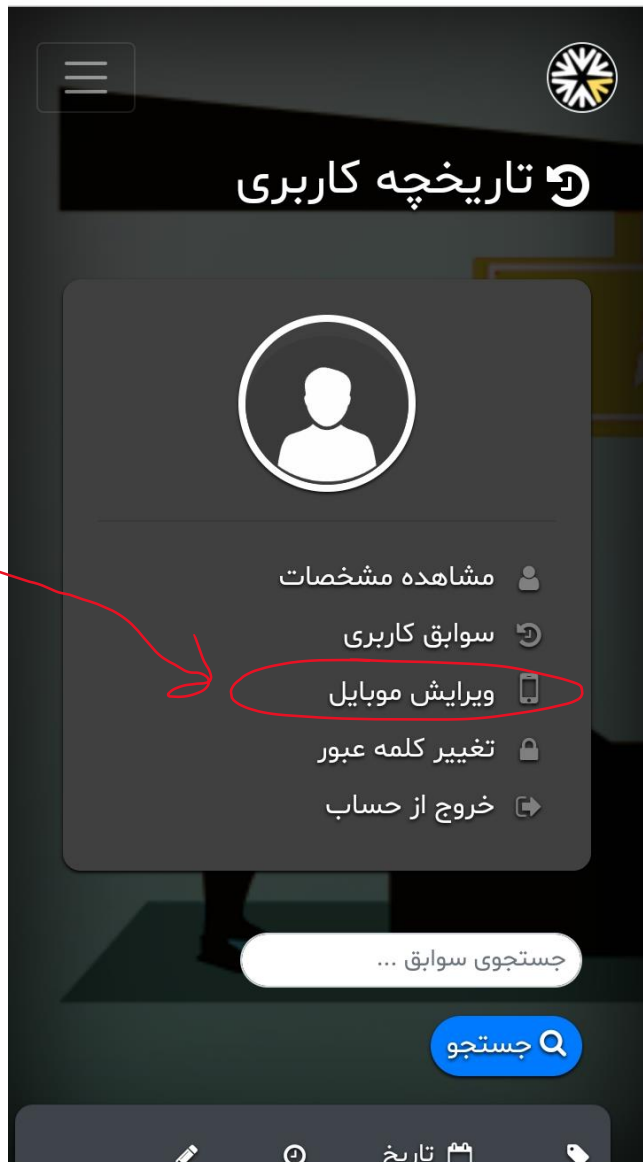 تاریخچه کاربری
مشاهده مشخصات
سوابق کاربری
ویرایش موبایل
تغییر کلمه عبور
خروج از حساب
جستجوی سوابق ...
جستجو
تاریخ